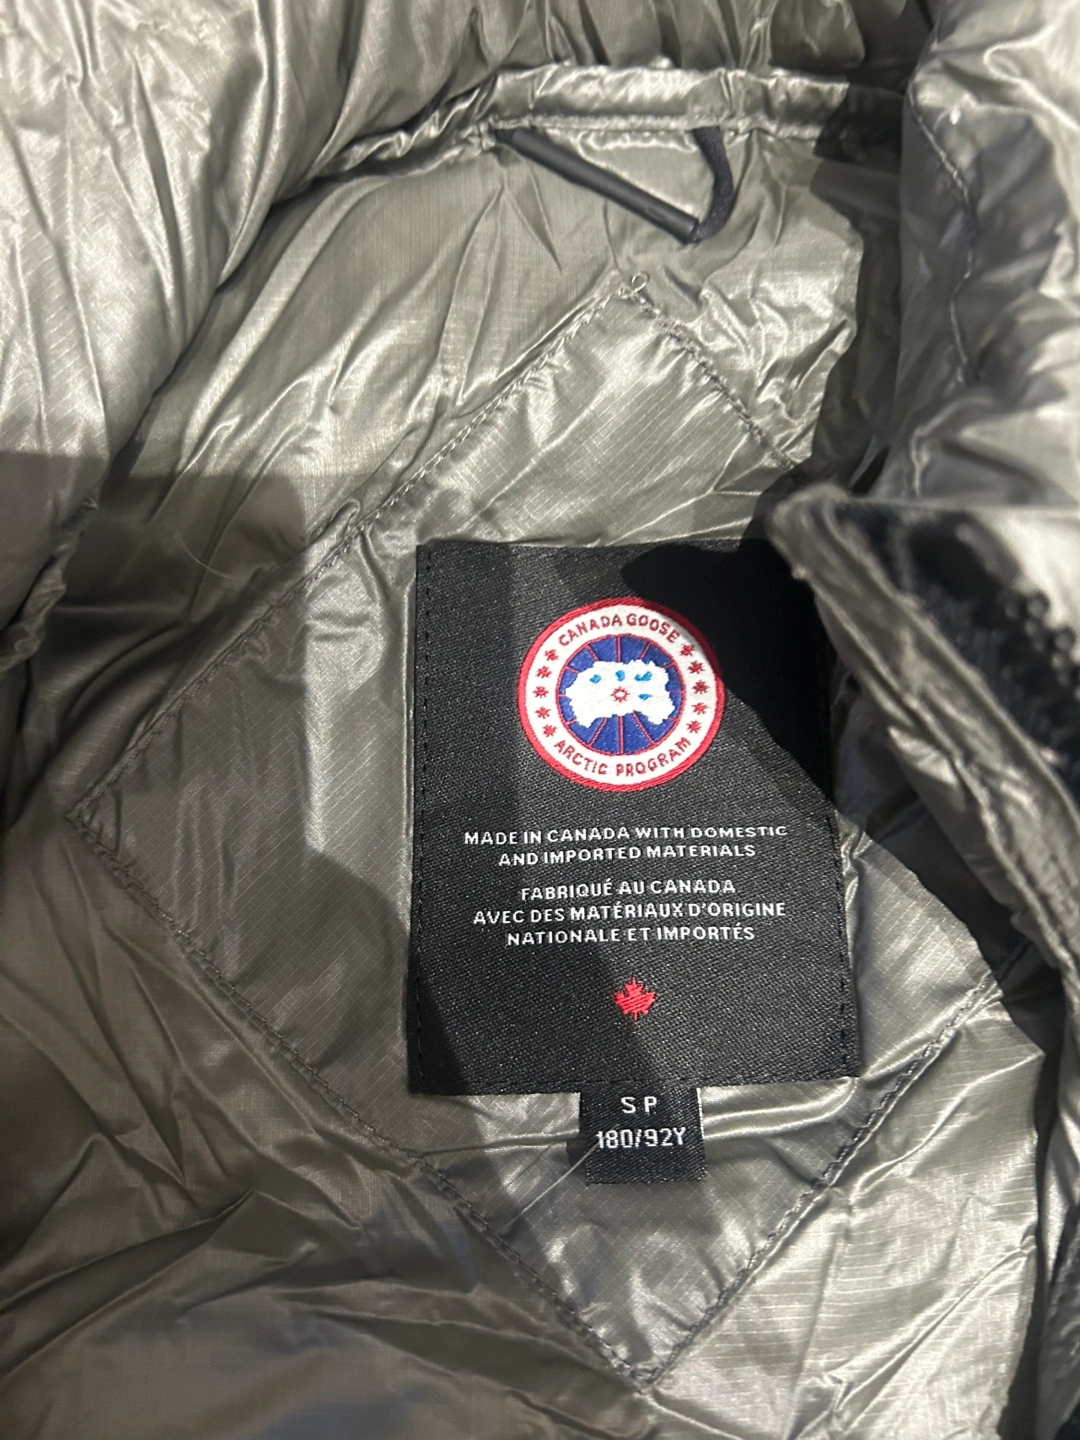 CANADA GOOSE
ARCTIC PROGRAM
MADE IN CANADA WITH DOMESTIC
AND IMPORTED MATERIALS
FABRIQUÉ AU CANADA
AVEC DES MATÉRIAUX D'ORIGINE
NATIONALE ET IMPORTÉS
S P
180/92Y